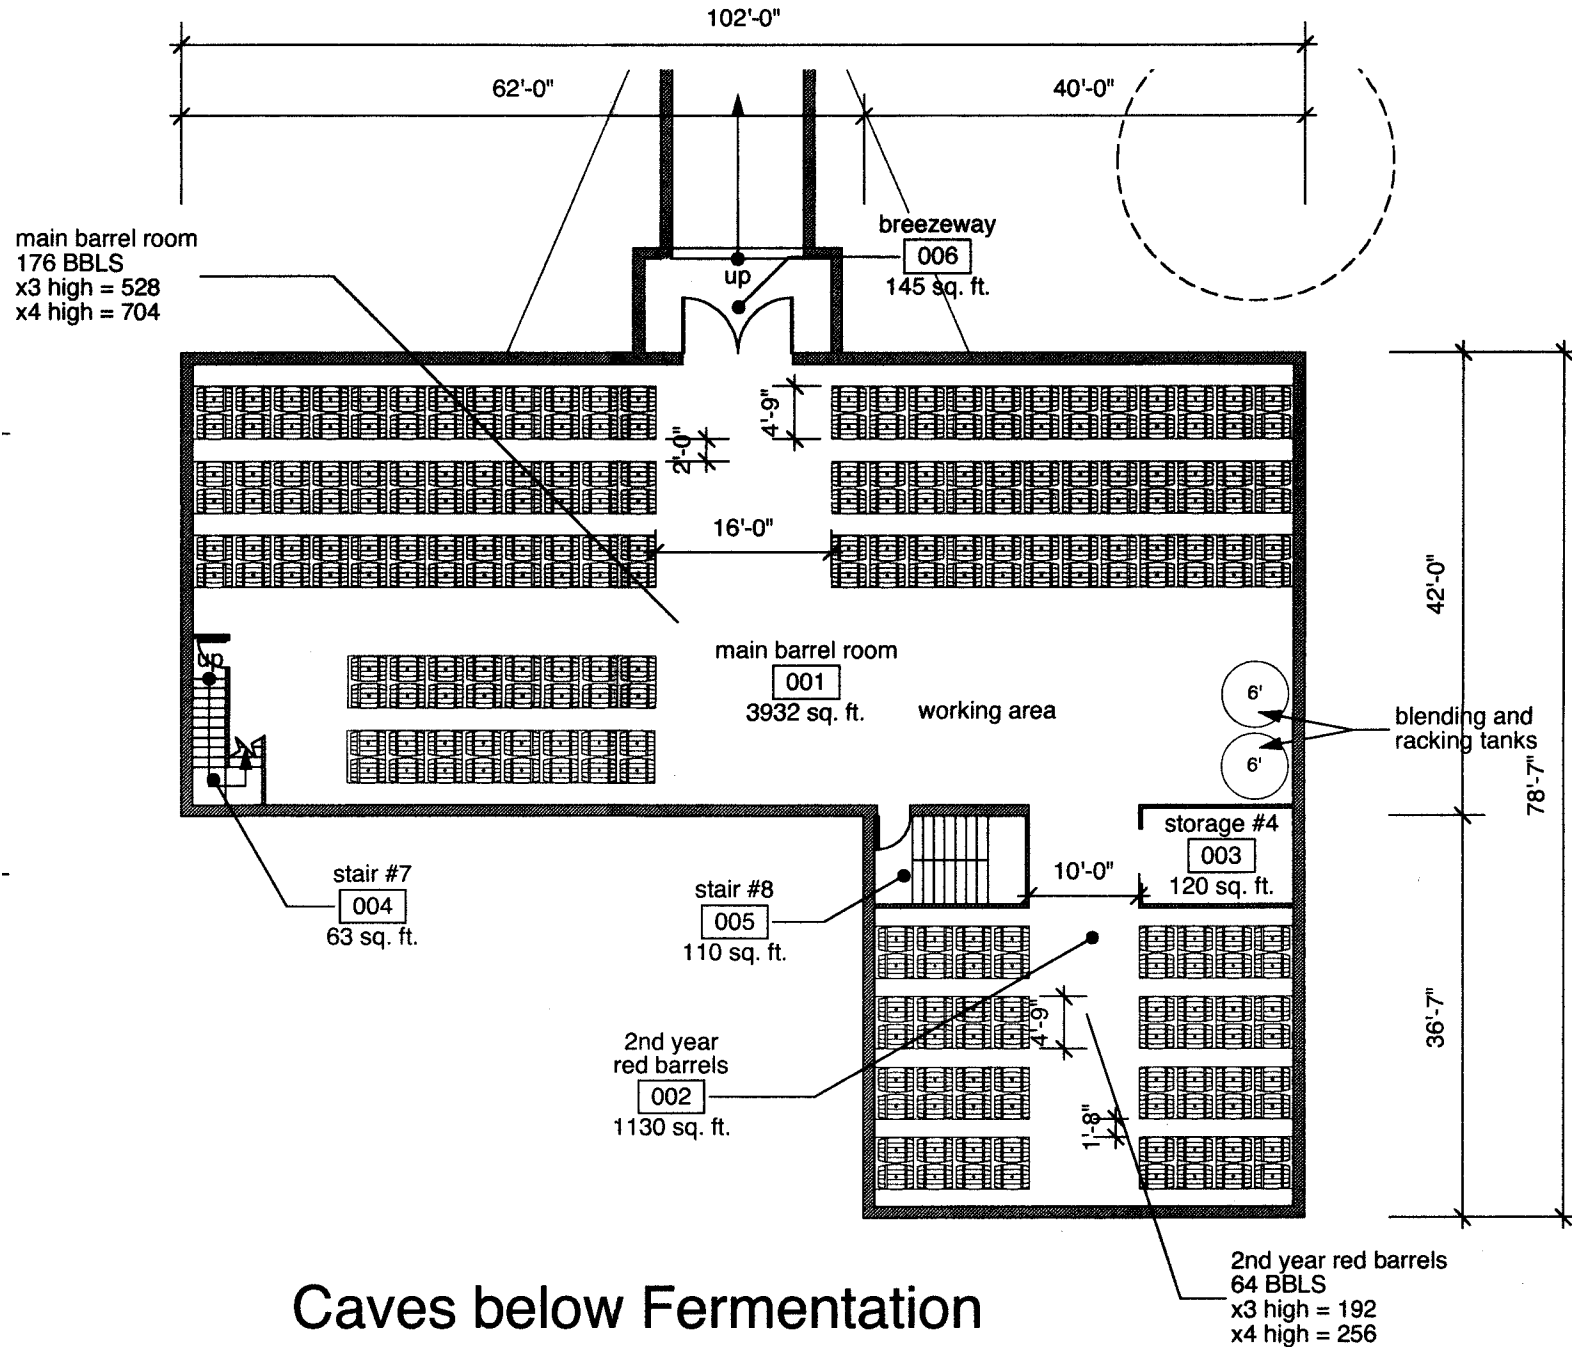 102'-0"
62'-0"
40'-0"
main barrel room
176 BBLS
x3 high = 528
x4 high = 704
breezeway
006
145 sq. ft.
up
4'-9"
2'-0"
16'-0"
42'-0"
up
main barrel room
001
3932 sq. ft.
working area
6'
6'
blending and
racking tanks
78'-7"
storage #4
003
120 sq. ft.
10'-0"
stair #7
004
63 sq. ft.
stair #8
005
110 sq. ft.
4'-9"
36'-7"
2nd year
red barrels
002
1130 sq. ft.
1'-8"
2nd year red barrels
64 BBLS
x3 high = 192
x4 high = 256
Caves below Fermentation